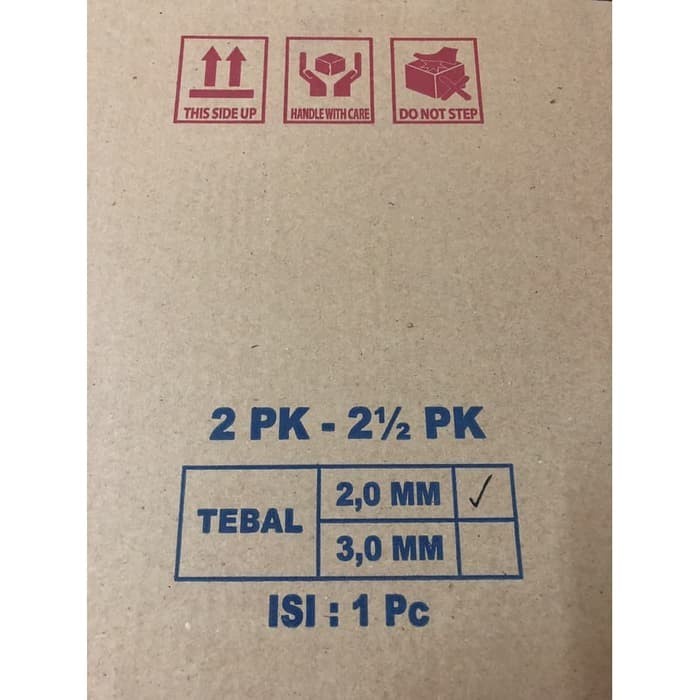 THIS SIDE UP
HANDLE WITH CARE
DO NOT STEP
2 PK - 2½ PK
TEBAL
2,0 MM ✓
3,0 MM
ISI : 1 Pc